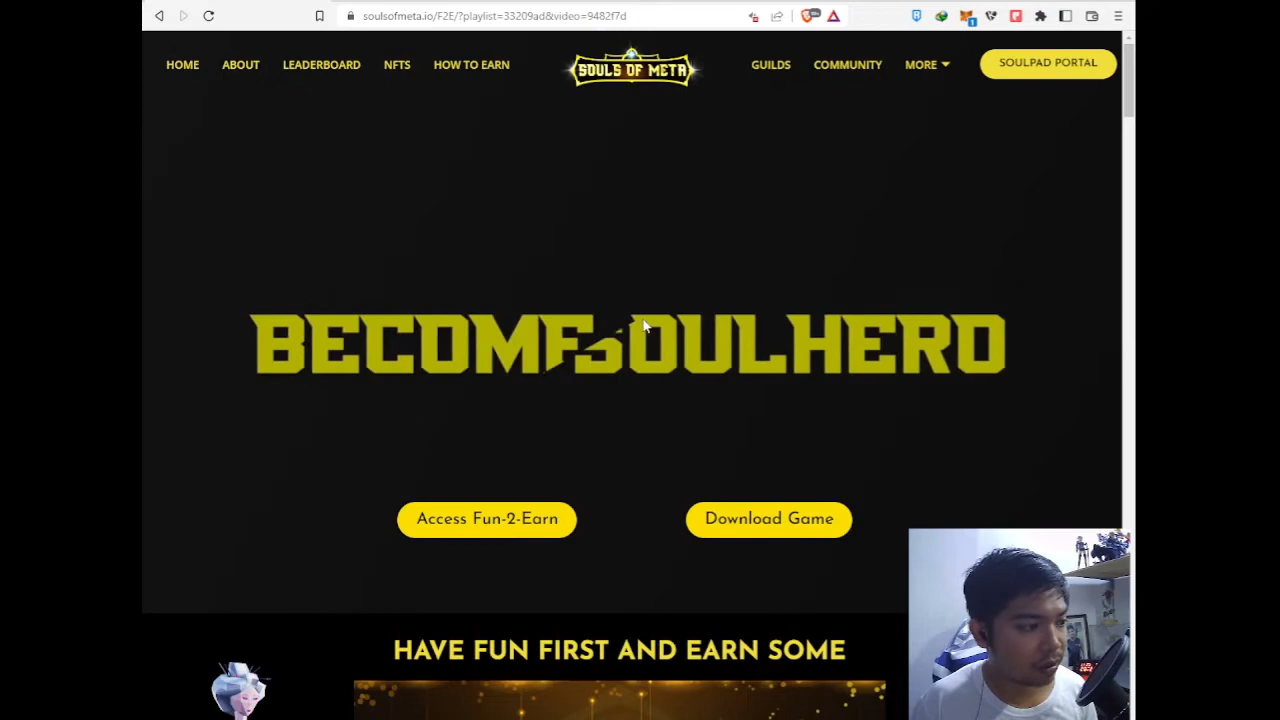 soulsofmeta.io/F2E/?playlist=33209ad&video=9482f7d
HOME ABOUT LEADERBOARD NFTS HOW TO EARN SOULS OF META GUILDS COMMUNITY MORE SOULPAD PORTAL
SOULHERO
Access Fun-2-Earn Download Game
HAVE FUN FIRST AND EARN SOME